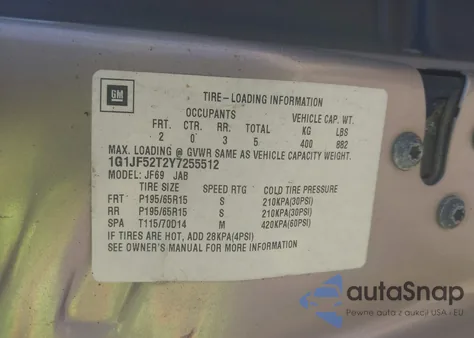 GM
TIRE-LOADING INFORMATION
OCCUPANTS VEHICLE CAP. WT.
FRT. CTR. RR. TOTAL KG LBS
2 0 3 5 400 882
MAX. LOADING @ GVWR SAME AS VEHICLE CAPACITY WEIGHT.
1G1JF52T2Y7255512
MODEL: JF69 JAB
TIRE SIZE SPEED RTG COLD TIRE PRESSURE
FRT P195/65R15 S 210KPA(30PSI)
RR P195/65R15 S 210KPA(30PSI)
SPA T115/70D14 M 420KPA(60PSI)
IF TIRES ARE HOT, ADD 28KPA(4PSI)
SEE OWNER'S MANUAL FOR MORE INFORMATION
autoSnap
Pewne auta z aukcji USA i EU